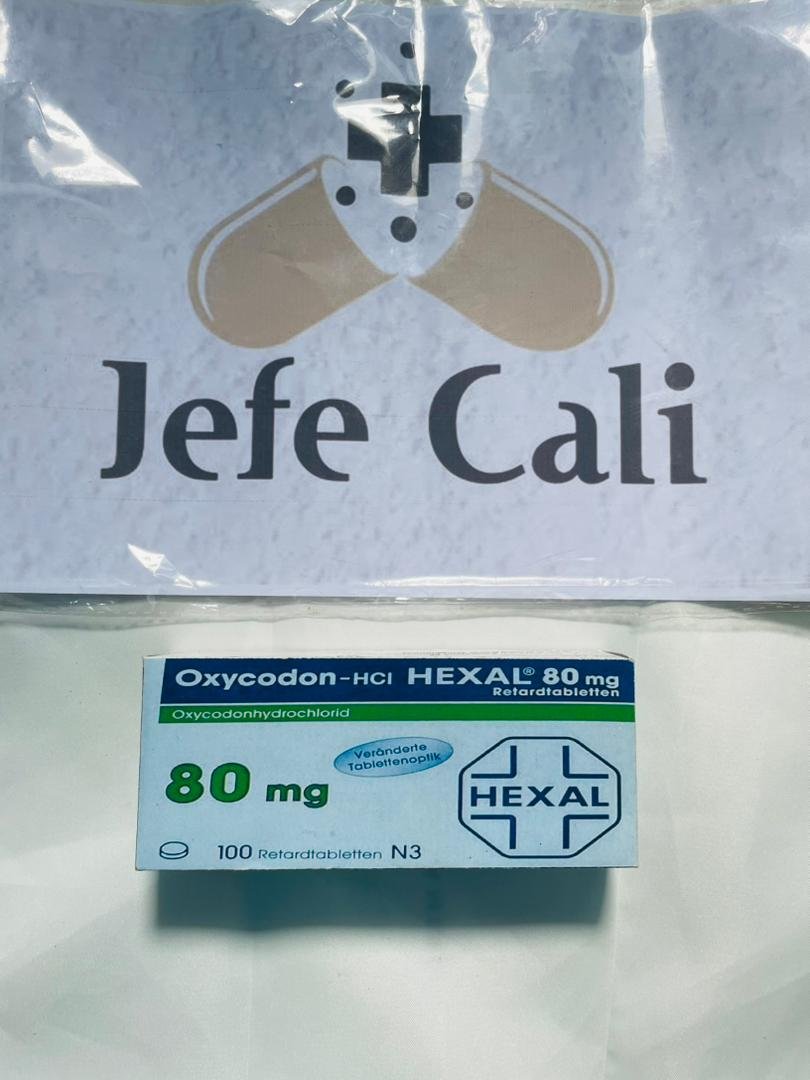 Jefe Cali
Oxycodon-HCl HEXAL® 80 mg
Retardtabletten
Oxycodonhydrochlorid
Veränderte
Tablettenoptik
80 mg
HEXAL
100 Retardtabletten N3